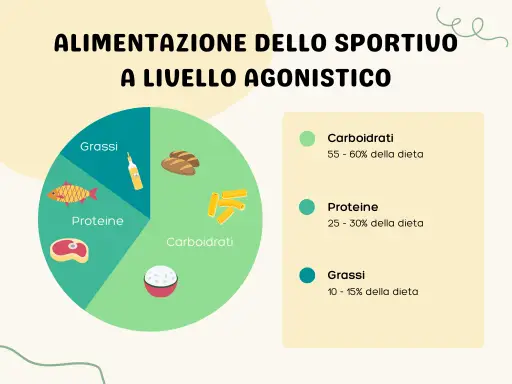 ALIMENTAZIONE DELLO SPORTIVO
A LIVELLO AGONISTICO
Grassi
Proteine
Carboidrati
Carboidrati
55 - 60% della dieta
Proteine
25 - 30% della dieta
Grassi
10 - 15% della dieta